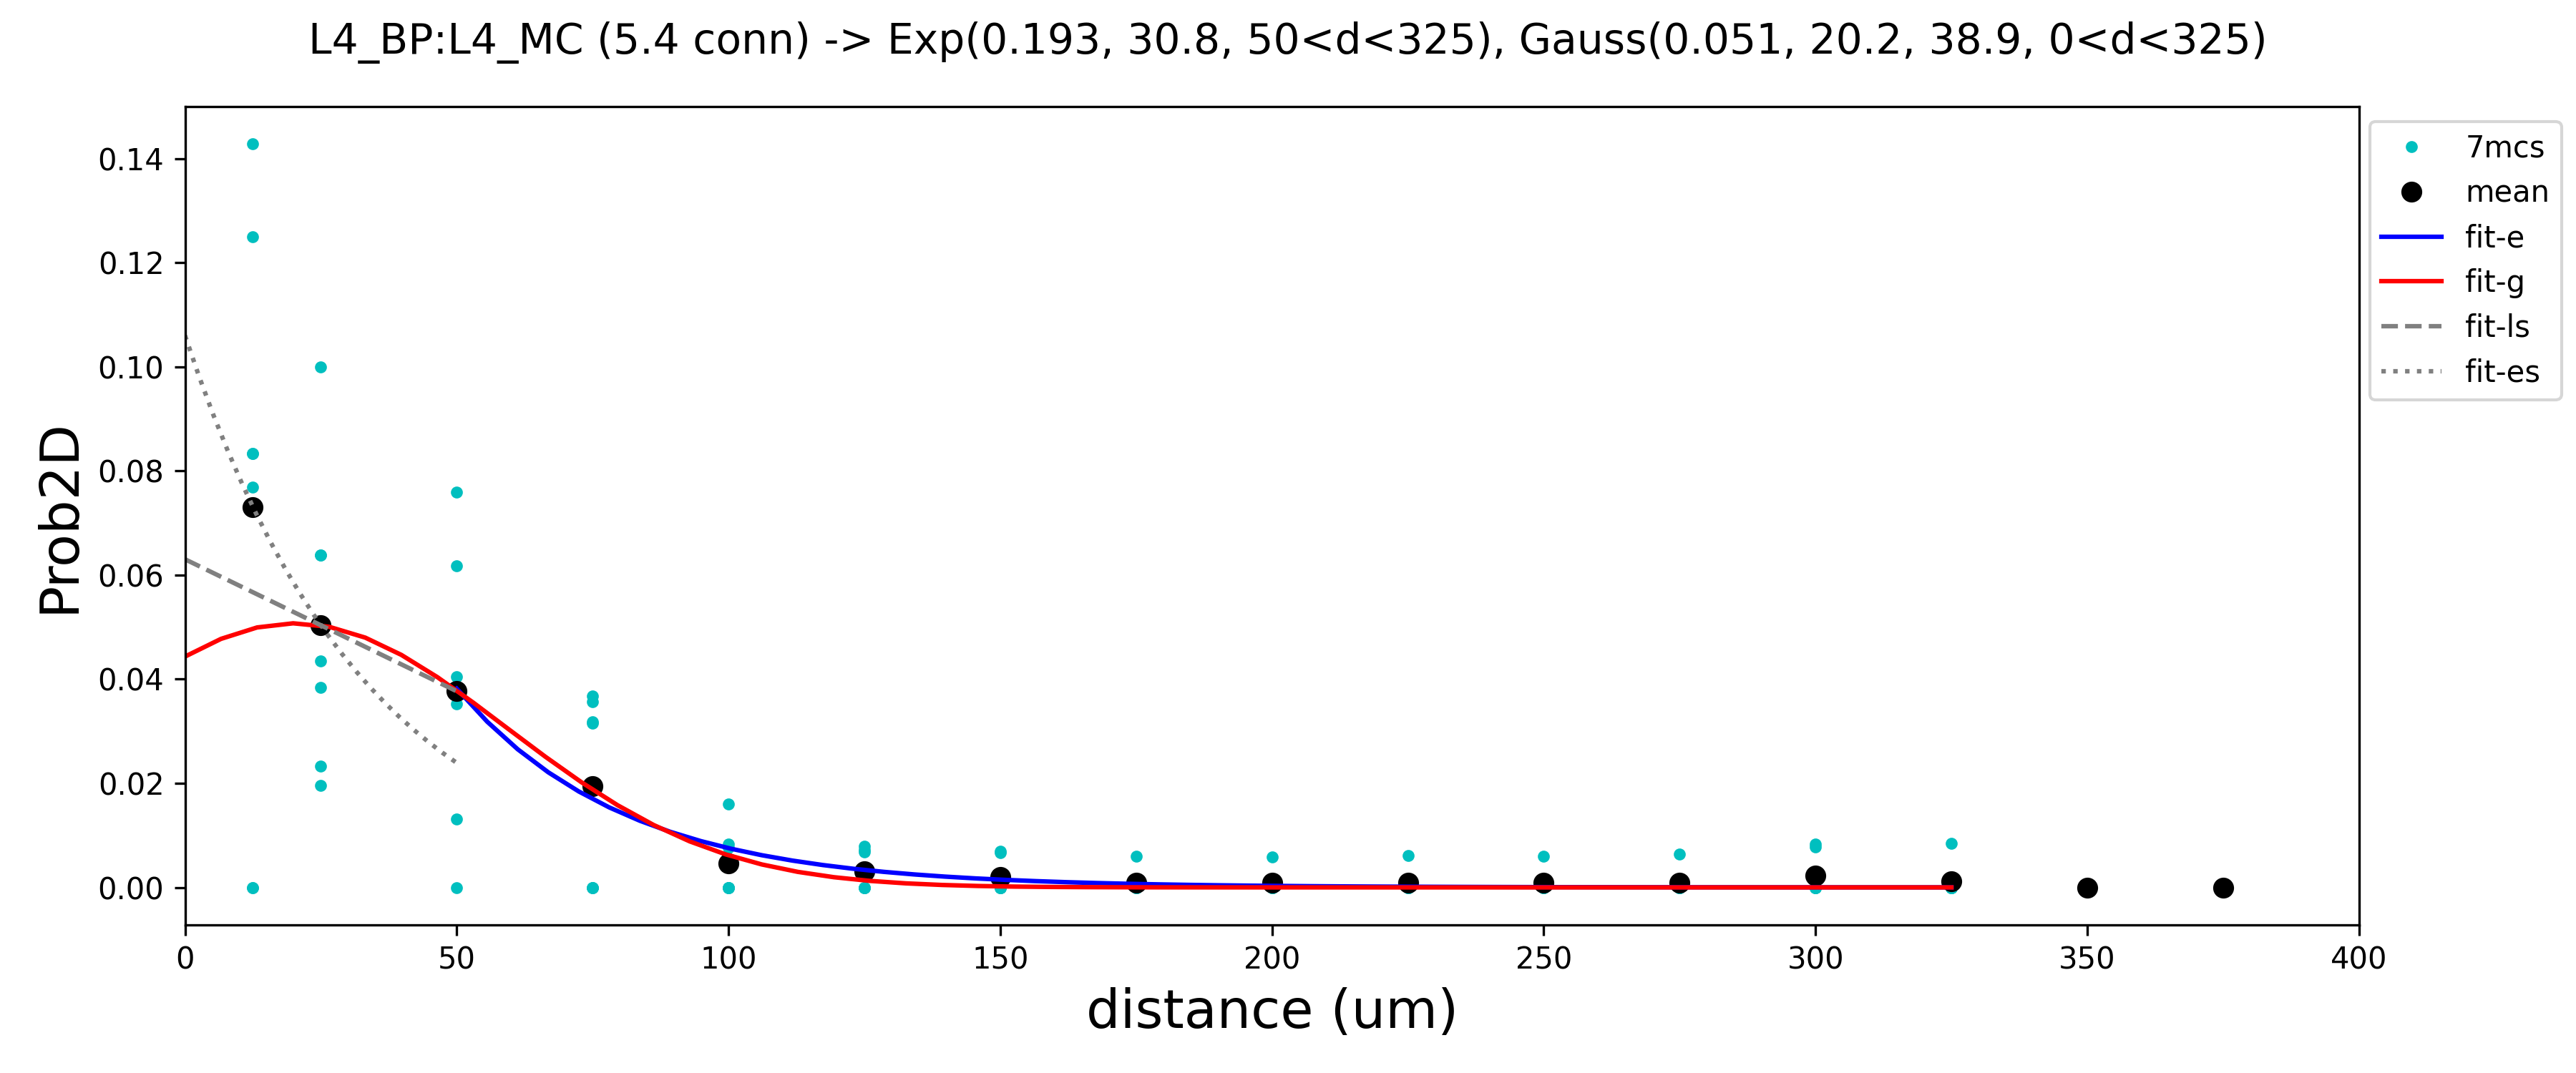 L4_BP:L4_MC (5.4 conn) -> Exp(0.193, 30.8, 50<d<325), Gauss(0.051, 20.2, 38.9, 0<d<325)
7mcs
mean
fit-e
fit-g
fit-ls
fit-es
Prob2D
0.14
0.12
0.10
0.08
0.06
0.04
0.02
0.00
0 50 100 150 200 250 300 350 400
distance (um)